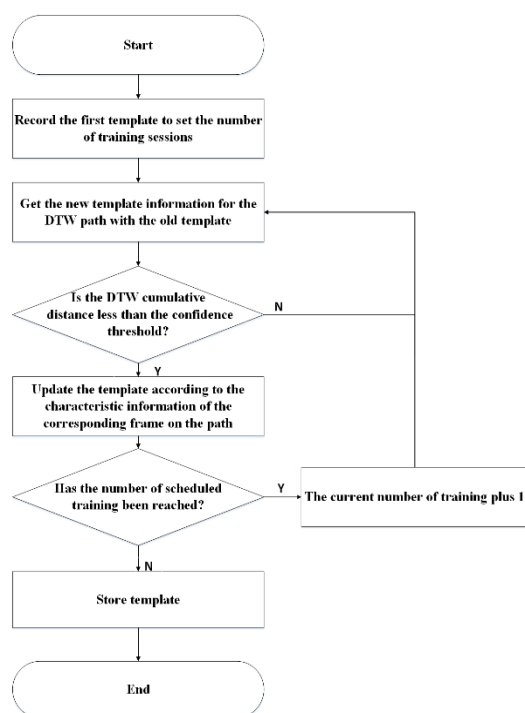 Start
Record the first template to set the number
of training sessions
Get the new template information for the
DTW path with the old template
Is the DTW cumulative
distance less than the confidence
threshold?
N
Y
Update the template according to the
characteristic information of the
corresponding frame on the path
Has the number of scheduled
training been reached?
Y
The current number of training plus 1
N
Store template
End